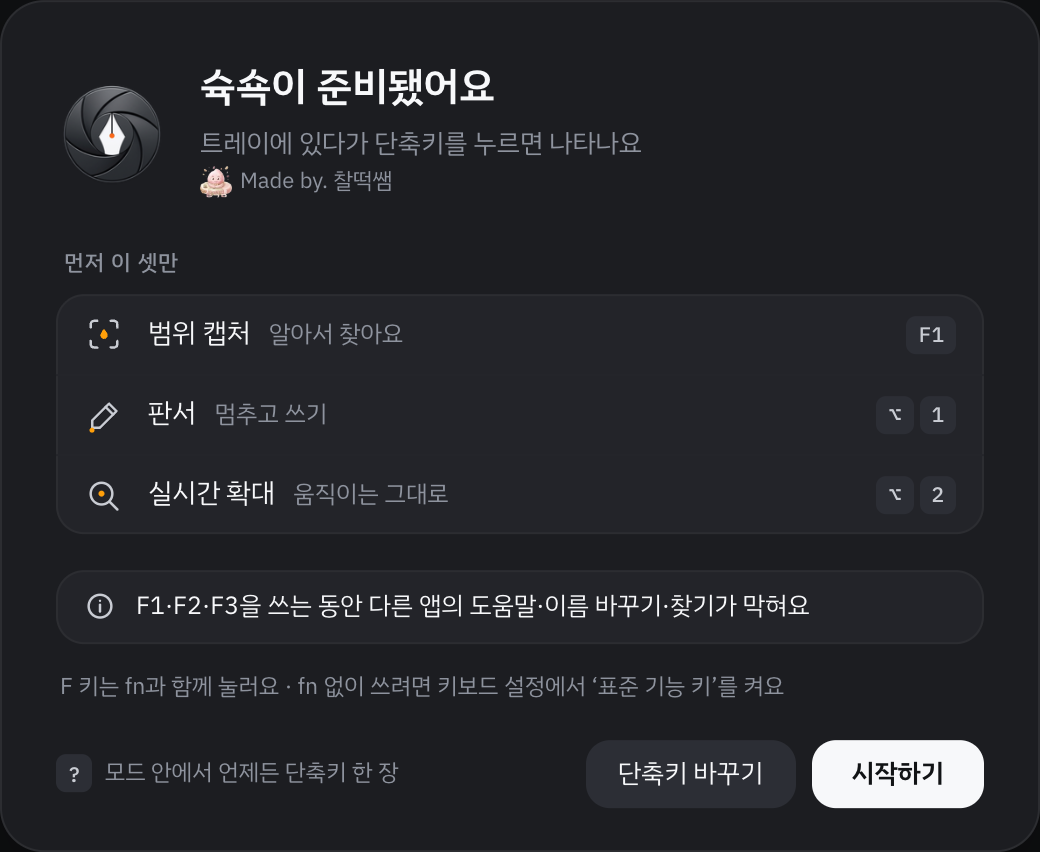 슉쇽이 준비됐어요
트레이에 있다가 단축키를 누르면 나타나요
Made by. 찰떡쌤
먼저 이 셋만
범위 캡처 알아서 찾아요 F1
판서 멈추고 쓰기 ⌥ 1
실시간 확대 움직이는 그대로 ⌥ 2
F1·F2·F3을 쓰는 동안 다른 앱의 도움말·이름 바꾸기·찾기가 막혀요
F 키는 fn과 함께 눌러요 · fn 없이 쓰려면 키보드 설정에서 ‘표준 기능 키’를 켜요
? 모드 안에서 언제든 단축키 한 장 단축키 바꾸기 시작하기